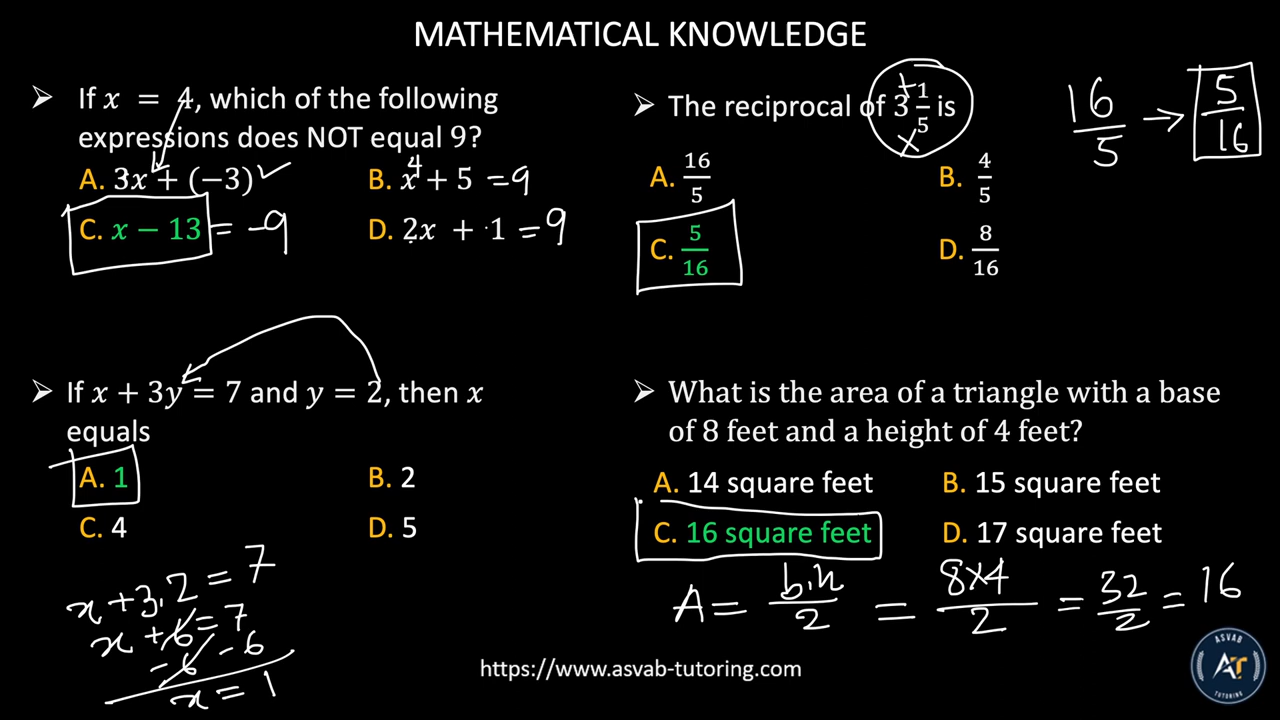 MATHEMATICAL KNOWLEDGE
➤ If x = 4, which of the following
expressions does NOT equal 9?
A. 3x + (−3) ✓
B. x + 5 = 9
4
C. x − 13 = −9
D. 2x + 1 = 9
➤ The reciprocal of 3 1/5 is
+
×
16/5 → 5/16
A. 16/5
B. 4/5
C. 5/16
D. 8/16
➤ If x + 3y = 7 and y = 2, then x
equals
A. 1
B. 2
C. 4
D. 5
x + 3.2 = 7
x + 6 = 7
− 6 − 6
x = 1
➤ What is the area of a triangle with a base
of 8 feet and a height of 4 feet?
A. 14 square feet
B. 15 square feet
C. 16 square feet
D. 17 square feet
A = b.h/2 = 8×4/2 = 32/2 = 16
https://www.asvab-tutoring.com
ASVAB
AT
TUTORING